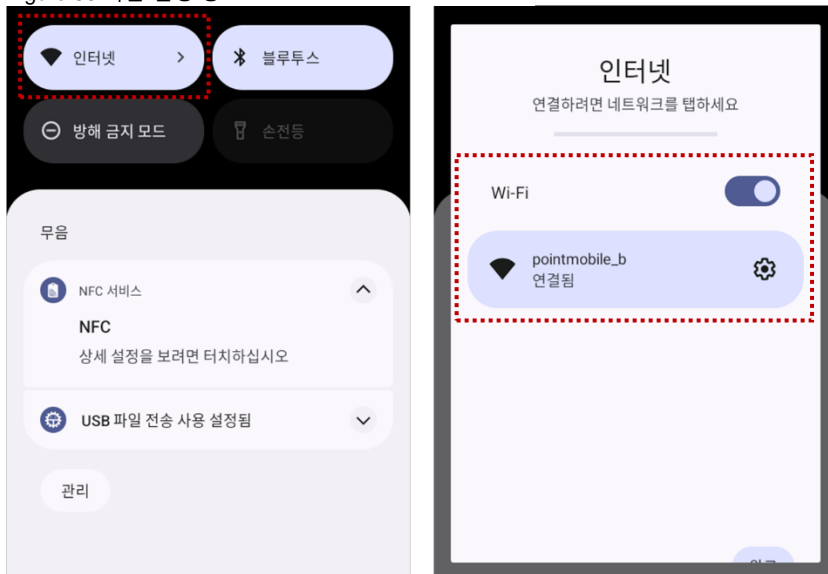 인터넷
블루투스
방해 금지 모드
손전등
무음
NFC 서비스
NFC
상세 설정을 보려면 터치하십시오
USB 파일 전송 사용 설정됨
관리
인터넷
연결하려면 네트워크를 탭하세요
Wi-Fi
pointmobile_b
연결됨